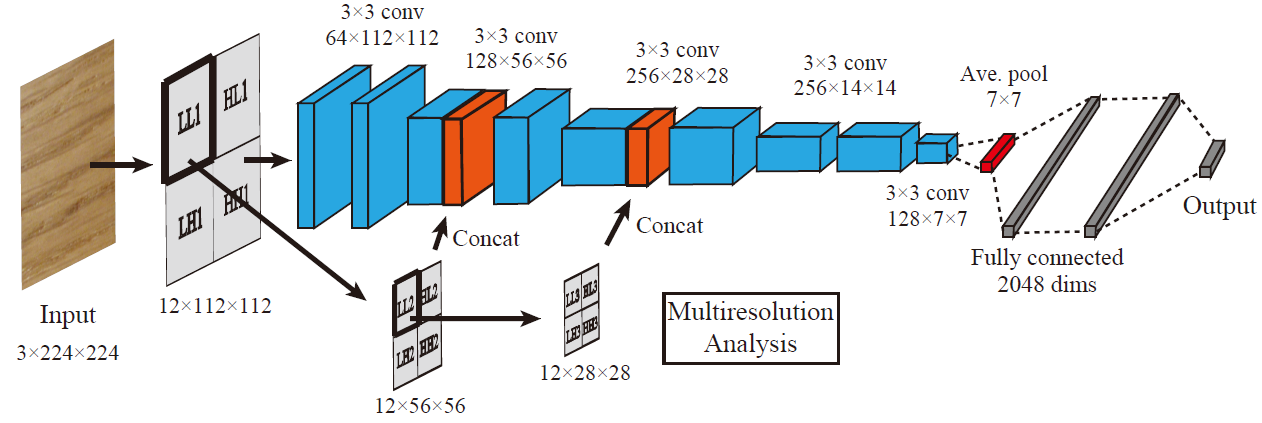 3×3 conv
64×112×112
3×3 conv
128×56×56
3×3 conv
256×28×28
3×3 conv
256×14×14
Ave. pool
7×7
LL1
HL1
LH1
HH1
Input
3×224×224
12×112×112
Concat
LL2
HL2
LH2
HH2
12×56×56
Concat
LL3
HL3
LH3
HH3
12×28×28
Multiresolution
Analysis
3×3 conv
128×7×7
Fully connected
2048 dims
Output